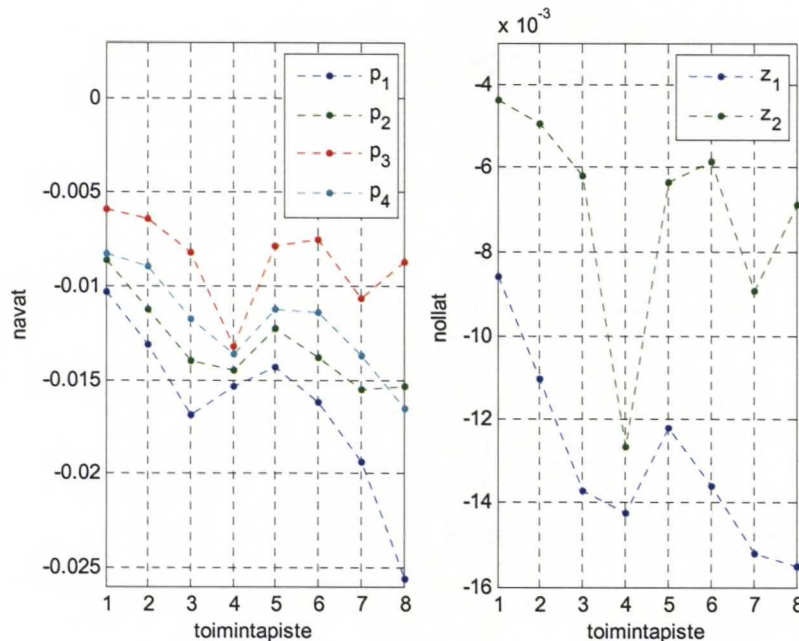 x 10⁻³
0
-0.005
-0.01
-0.015
-0.02
-0.025
navat
1 2 3 4 5 6 7 8
toimintapiste
p₁
p₂
p₃
p₄
-4
-6
-8
-10
-12
-14
-16
nollat
1 2 3 4 5 6 7 8
toimintapiste
z₁
z₂